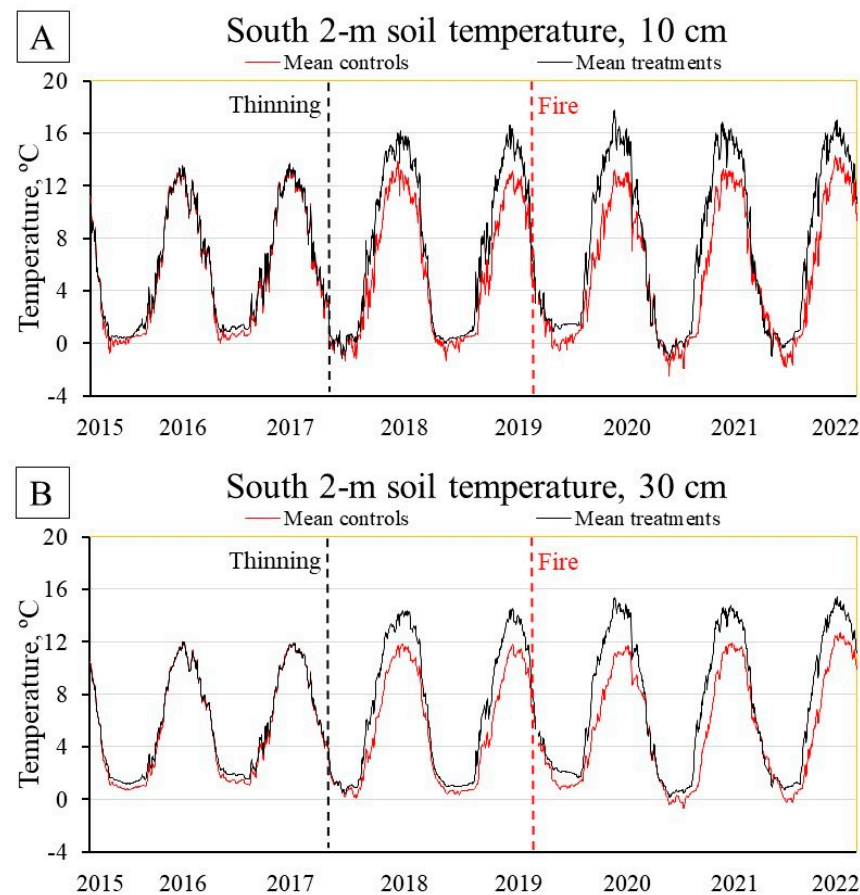 A
South 2-m soil temperature, 10 cm
Mean controls
Mean treatments
Thinning
Fire
Temperature, ºC
20
16
12
8
4
0
-4
2015 2016 2017 2018 2019 2020 2021 2022
B
South 2-m soil temperature, 30 cm
Mean controls
Mean treatments
Thinning
Fire
Temperature, ºC
20
16
12
8
4
0
-4
2015 2016 2017 2018 2019 2020 2021 2022